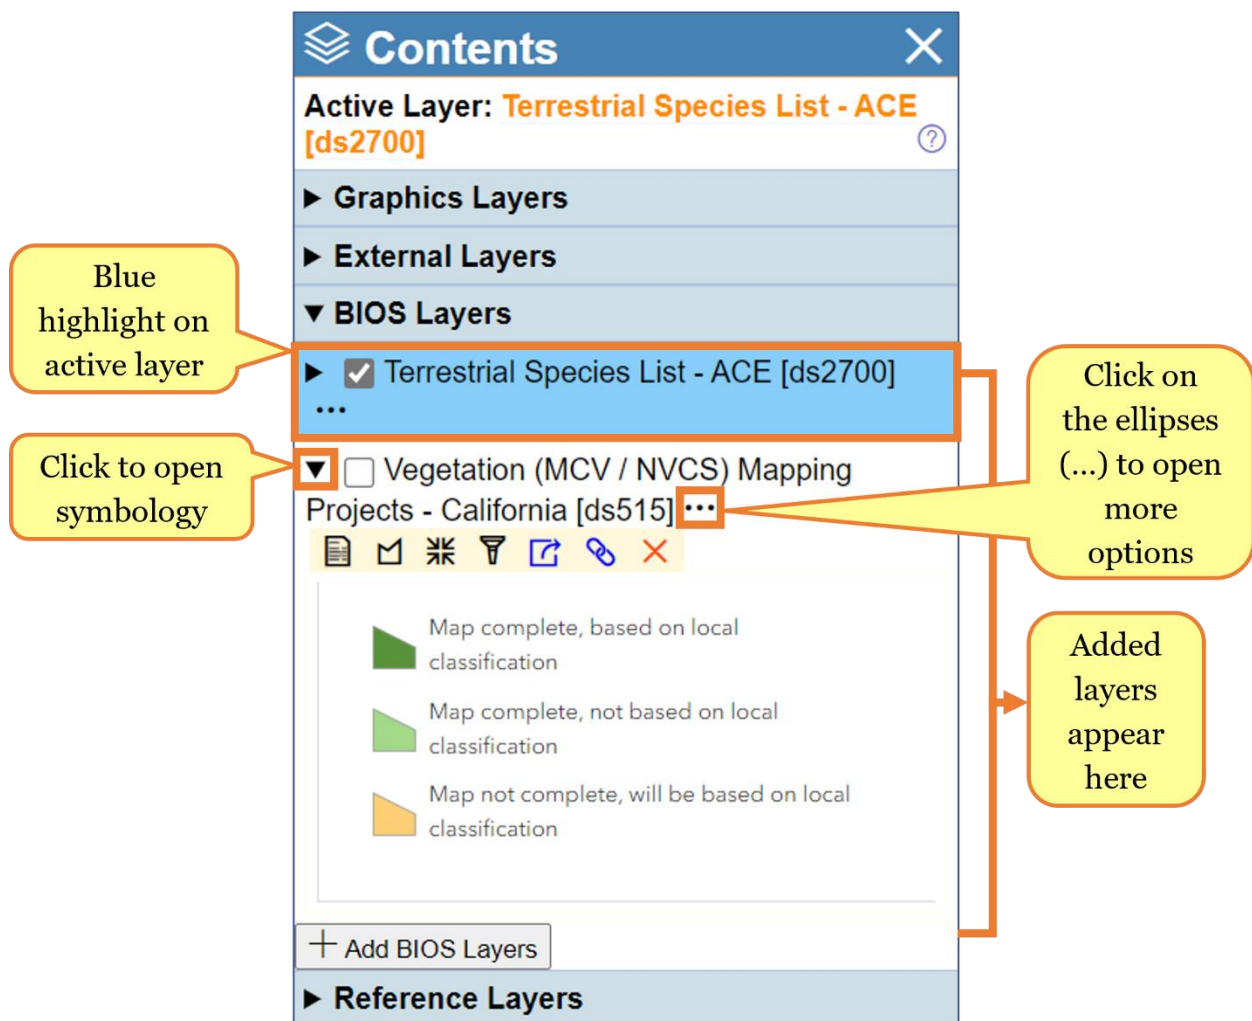 Contents
Active Layer: Terrestrial Species List - ACE
[ds2700]
?
▶ Graphics Layers
▶ External Layers
▼ BIOS Layers
▶ Terrestrial Species List - ACE [ds2700]
...
▼ Vegetation (MCV / NVCS) Mapping
Projects - California [ds515] ...
Map complete, based on local
classification
Map complete, not based on local
classification
Map not complete, will be based on local
classification
+ Add BIOS Layers
▶ Reference Layers
Blue
highlight on
active layer
Click to open
symbology
Click on
the ellipses
(...) to open
more
options
Added
layers
appear
here